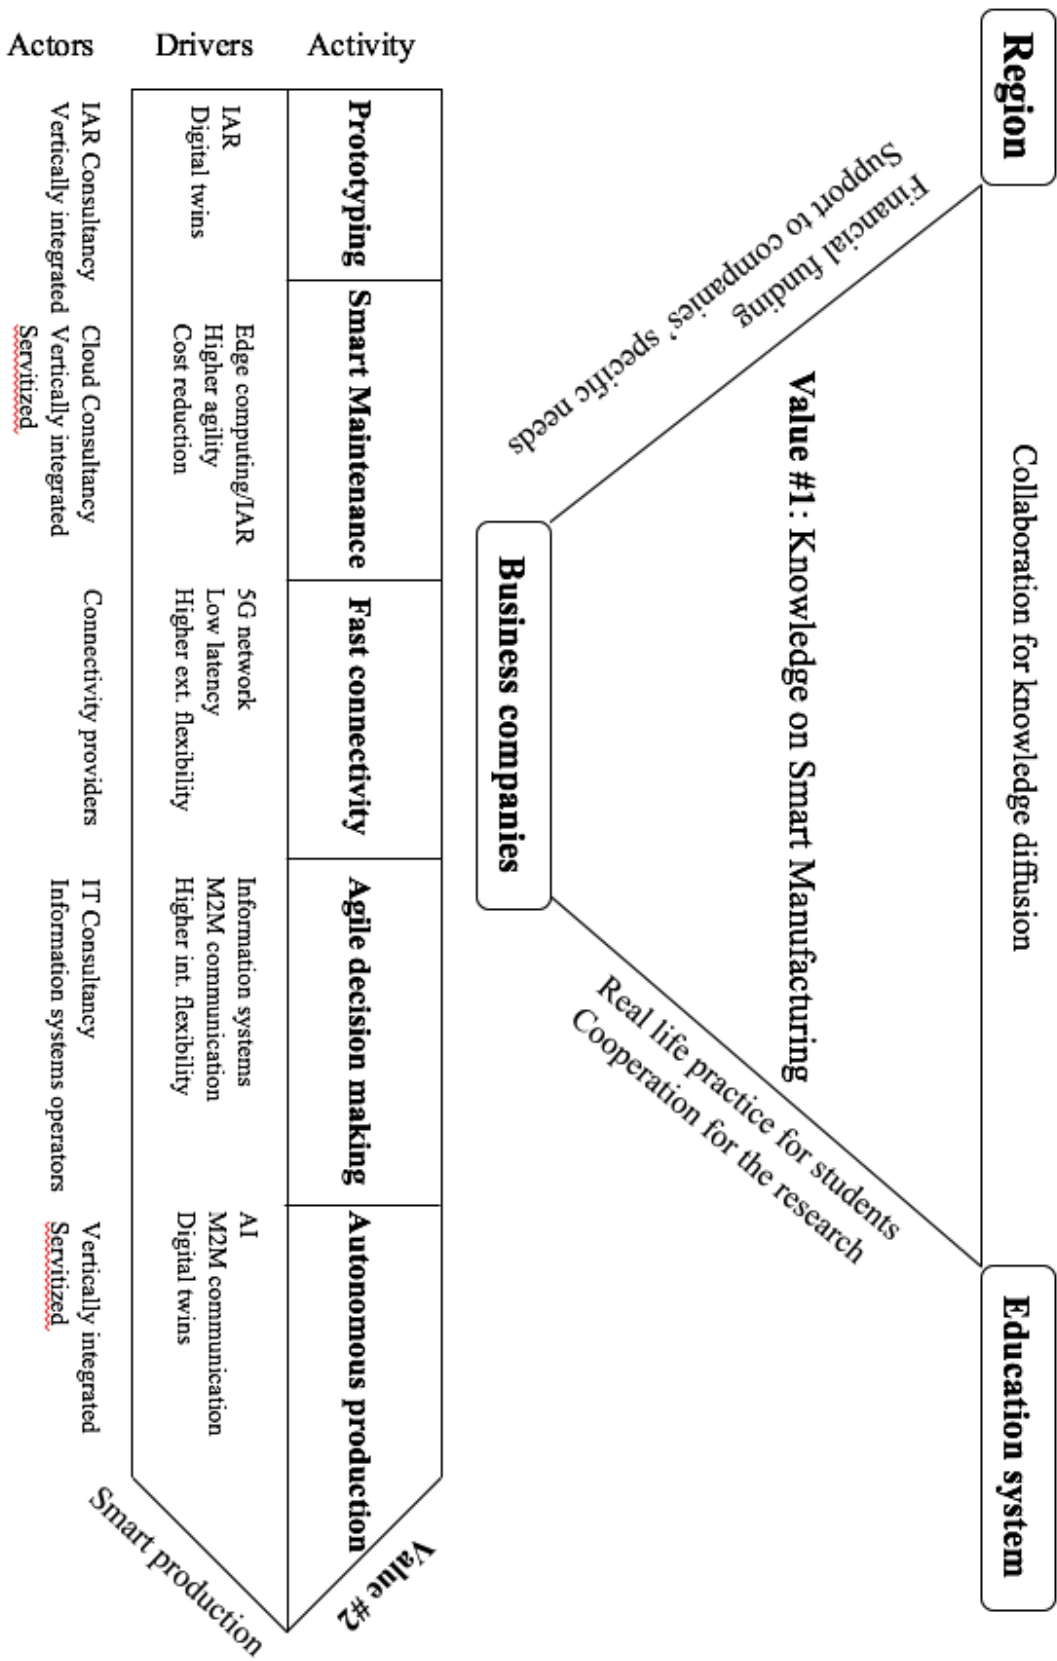 Region
Collaboration for knowledge diffusion
Education system
Financial funding
Support to companies' specific needs
Value #1: Knowledge on Smart Manufacturing
Real life practice for students
Cooperation for the research
Business companies
Activity
Prototyping
Smart Maintenance
Fast connectivity
Agile decision making
Autonomous production
Value #2
Smart production
Drivers
IAR
Digital twins
Edge computing/IAR
Higher agility
Cost reduction
5G network
Low latency
Higher ext. flexibility
Information systems
M2M communication
Higher int. flexibility
AI
M2M communication
Digital twins
Actors
IAR Consultancy
Vertically integrated
Cloud Consultancy
Vertically integrated
Servitized
Connectivity providers
IT Consultancy
Information systems operators
Vertically integrated
Servitized